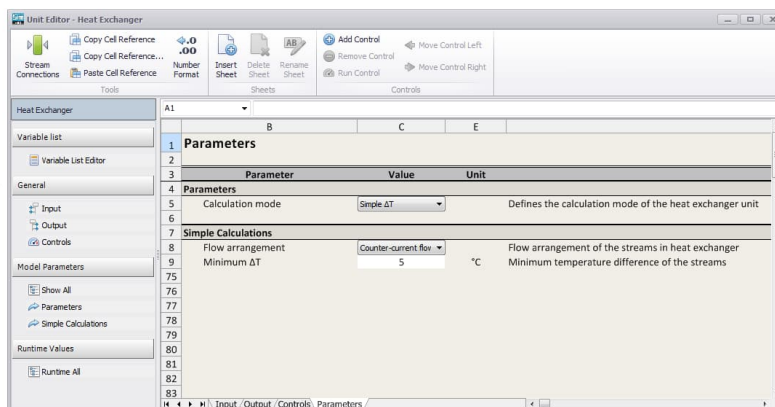 Unit Editor - Heat Exchanger
Stream Connections
Copy Cell Reference
Copy Cell Reference...
Paste Cell Reference
Tools
.0
.00
Number Format
Insert Sheet
Delete Sheet
AB
Rename Sheet
Sheets
Add Control
Remove Control
Run Control
Move Control Left
Move Control Right
Controls
Heat Exchanger
Variable list
Variable List Editor
General
Input
Output
Controls
Model Parameters
Show All
Parameters
Simple Calculations
Runtime Values
Runtime All
A1
B C E
1 Parameters
2
3 Parameter Value Unit
4 Parameters
5 Calculation mode Simple ΔT Defines the calculation mode of the heat exchanger unit
6
7 Simple Calculations
8 Flow arrangement Counter-current flov Flow arrangement of the streams in heat exchanger
9 Minimum ΔT 5 °C Minimum temperature difference of the streams
75
76
77
78
79
80
81
82
83
Input Output Controls Parameters